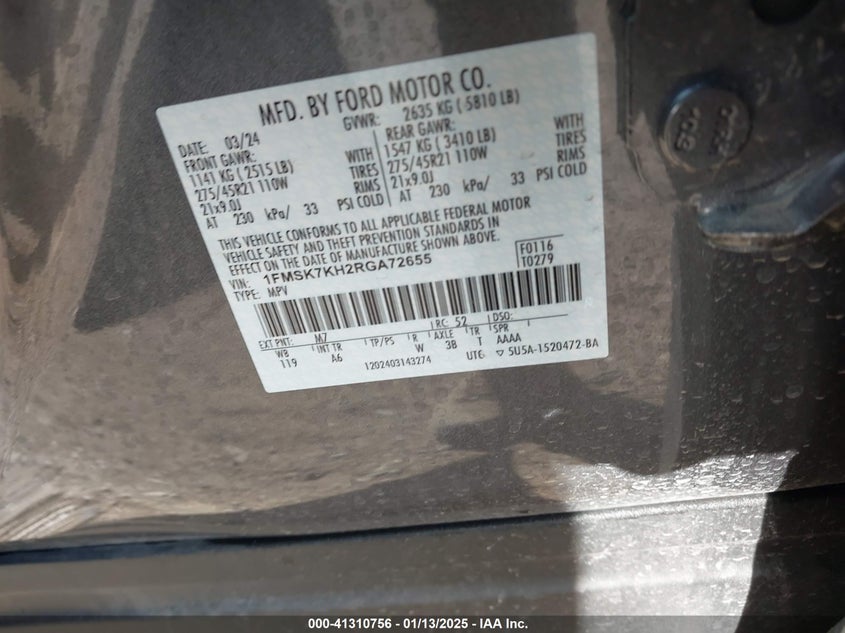 MFD. BY FORD MOTOR CO.
DATE: 03/24 GVWR: 2635 KG ( 5810 LB)
FRONT GAWR: REAR GAWR:
1141 KG ( 2515 LB) WITH 1547 KG ( 3410 LB) WITH
275/45R21 110W TIRES 275/45R21 110W TIRES
21x9.0J RIMS 21x9.0J RIMS
AT 230 kPa/ 33 PSI COLD AT 230 kPa/ 33 PSI COLD
THIS VEHICLE CONFORMS TO ALL APPLICABLE FEDERAL MOTOR
VEHICLE SAFETY AND THEFT PREVENTION STANDARDS IN
EFFECT ON THE DATE OF MANUFACTURE SHOWN ABOVE.
VIN: 1FMSK7KH2RGA72655 F0116
TYPE: MPV T0279
EXT PNT: M7 RC: 52 DSO:
WB INT TR TP/PS R AXLE TR SPR
119 A6 W 3B T AAAA
1202403143274 UTG ▽ 5U5A-1520472-BA
000-41310756 - 01/13/2025 - IAA Inc.